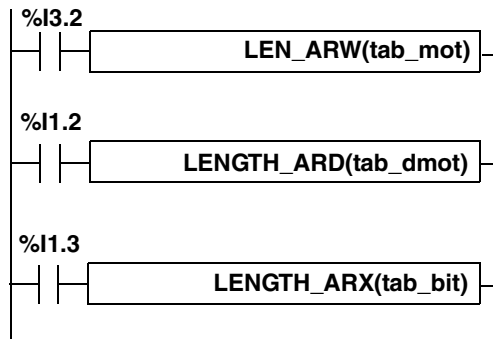 %I3.2
LEN_ARW(tab_mot)
%I1.2
LENGTH_ARD(tab_dmot)
%I1.3
LENGTH_ARX(tab_bit)